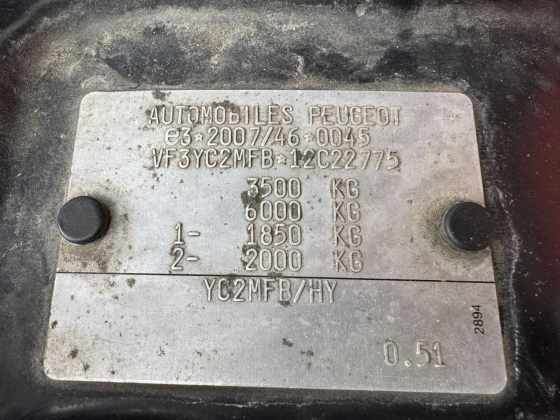 AUTOMOBILES PEUGEOT
e3*2007/46*0045
VF3YC2MFB*12C22775
3500 KG
6000 KG
1- 1850 KG
2- 2000 KG
YC2MFB/HY
2894
0.51